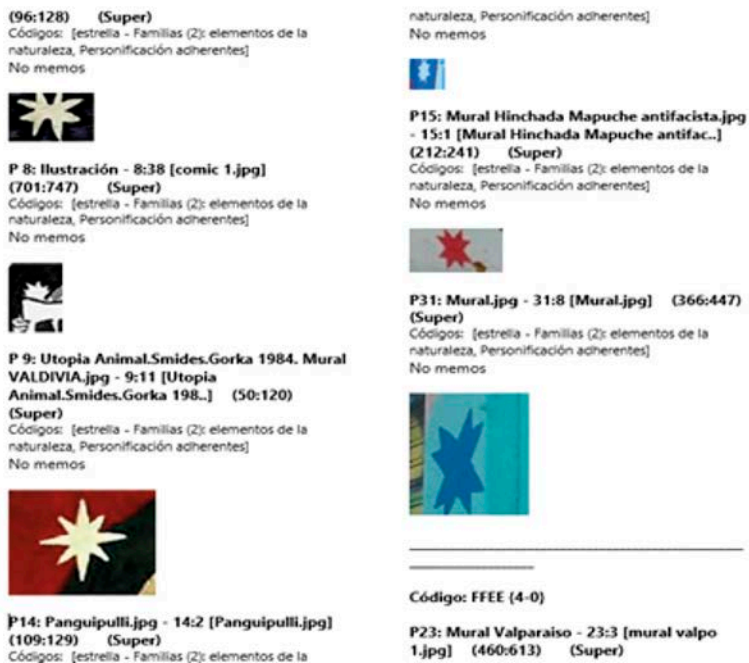 (96:128) (Super)
Códigos: [estrella - Familias (2): elementos de la
naturaleza, Personificación adherentes]
No memos
P 8: Ilustración - 8:38 [comic 1.jpg]
(701:747) (Super)
Códigos: [estrella - Familias (2): elementos de la
naturaleza, Personificación adherentes]
No memos
P 9: Utopia Animal.Smides.Gorka 1984. Mural
VALDIVIA.jpg - 9:11 [Utopia
Animal.Smides.Gorka 198..] (50:120)
(Super)
Códigos: [estrella - Familias (2): elementos de la
naturaleza, Personificación adherentes]
No memos
P14: Panguipulli.jpg - 14:2 [Panguipulli.jpg]
(109:129) (Super)
Códigos: [estrella - Familias (2): elementos de la
naturaleza, Personificación adherentes]
No memos
P15: Mural Hinchada Mapuche antifacista.jpg
- 15:1 [Mural Hinchada Mapuche antifac..]
(212:241) (Super)
Códigos: [estrella - Familias (2): elementos de la
naturaleza, Personificación adherentes]
No memos
P31: Mural.jpg - 31:8 [Mural.jpg] (366:447)
(Super)
Códigos: [estrella - Familias (2): elementos de la
naturaleza, Personificación adherentes]
No memos
Código: FFEE {4-0}
P23: Mural Valparaiso - 23:3 [mural valpo
1.jpg] (460:613) (Super)